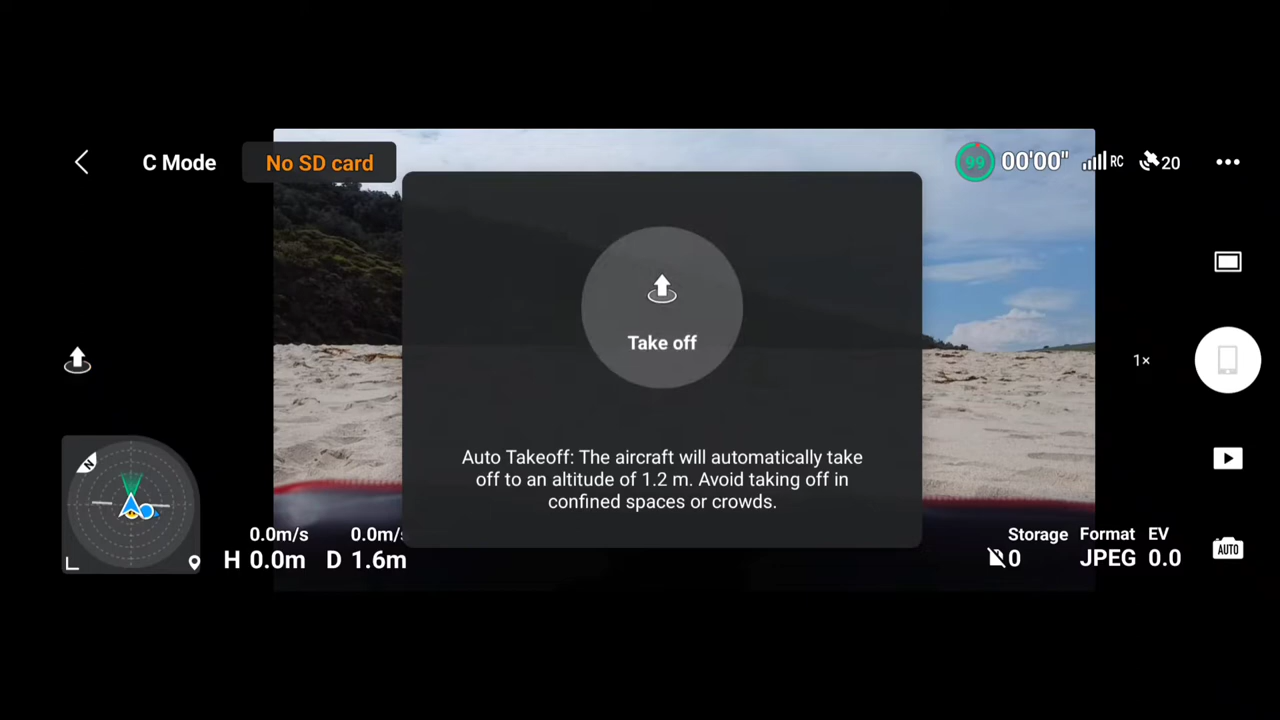 C Mode
No SD card
99
00'00"
RC
20
Take off
1×
Auto Takeoff: The aircraft will automatically take
off to an altitude of 1.2 m. Avoid taking off in
confined spaces or crowds.
N
0.0m/s
0.0m/s
H 0.0m
D 1.6m
Storage
Format
EV
0
JPEG
0.0
AUTO